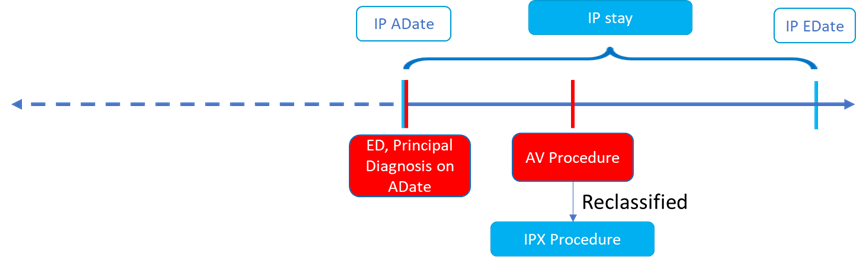 IP ADate
IP stay
IP EDate
ED, Principal
Diagnosis on
ADate
AV Procedure
Reclassified
IPX Procedure